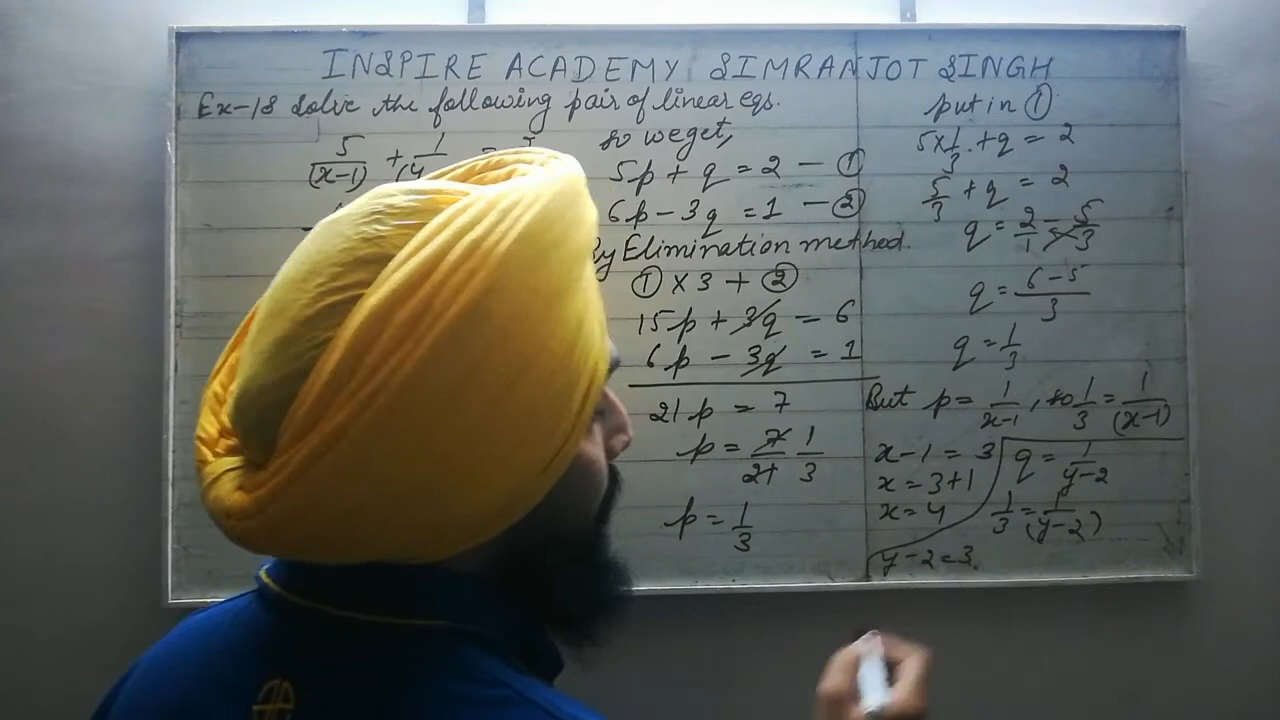 INSPIRE ACADEMY SIMRANJOT SINGH
Ex-18 Solve the following pair of linear eqs.
5/(x-1) + 1/(y =
so we get,
5p + q = 2 - ①
6p - 3q = 1 - ②
By Elimination method.
① × 3 + ②
15p + 3q = 6
6p - 3q = 1
21p = 7
p = 7/21 1/3
p = 1/3
put in ①
5×1/3 + q = 2
5/3 + q = 2
q = 2/1 - 5/3
q = 6-5/3
q = 1/3
But p = 1/x-1, so 1/3 = 1/(x-1)
x-1 = 3
x = 3+1
x = 4
q = 1/y-2
1/3 = 1/(y-2)
y-2=3.